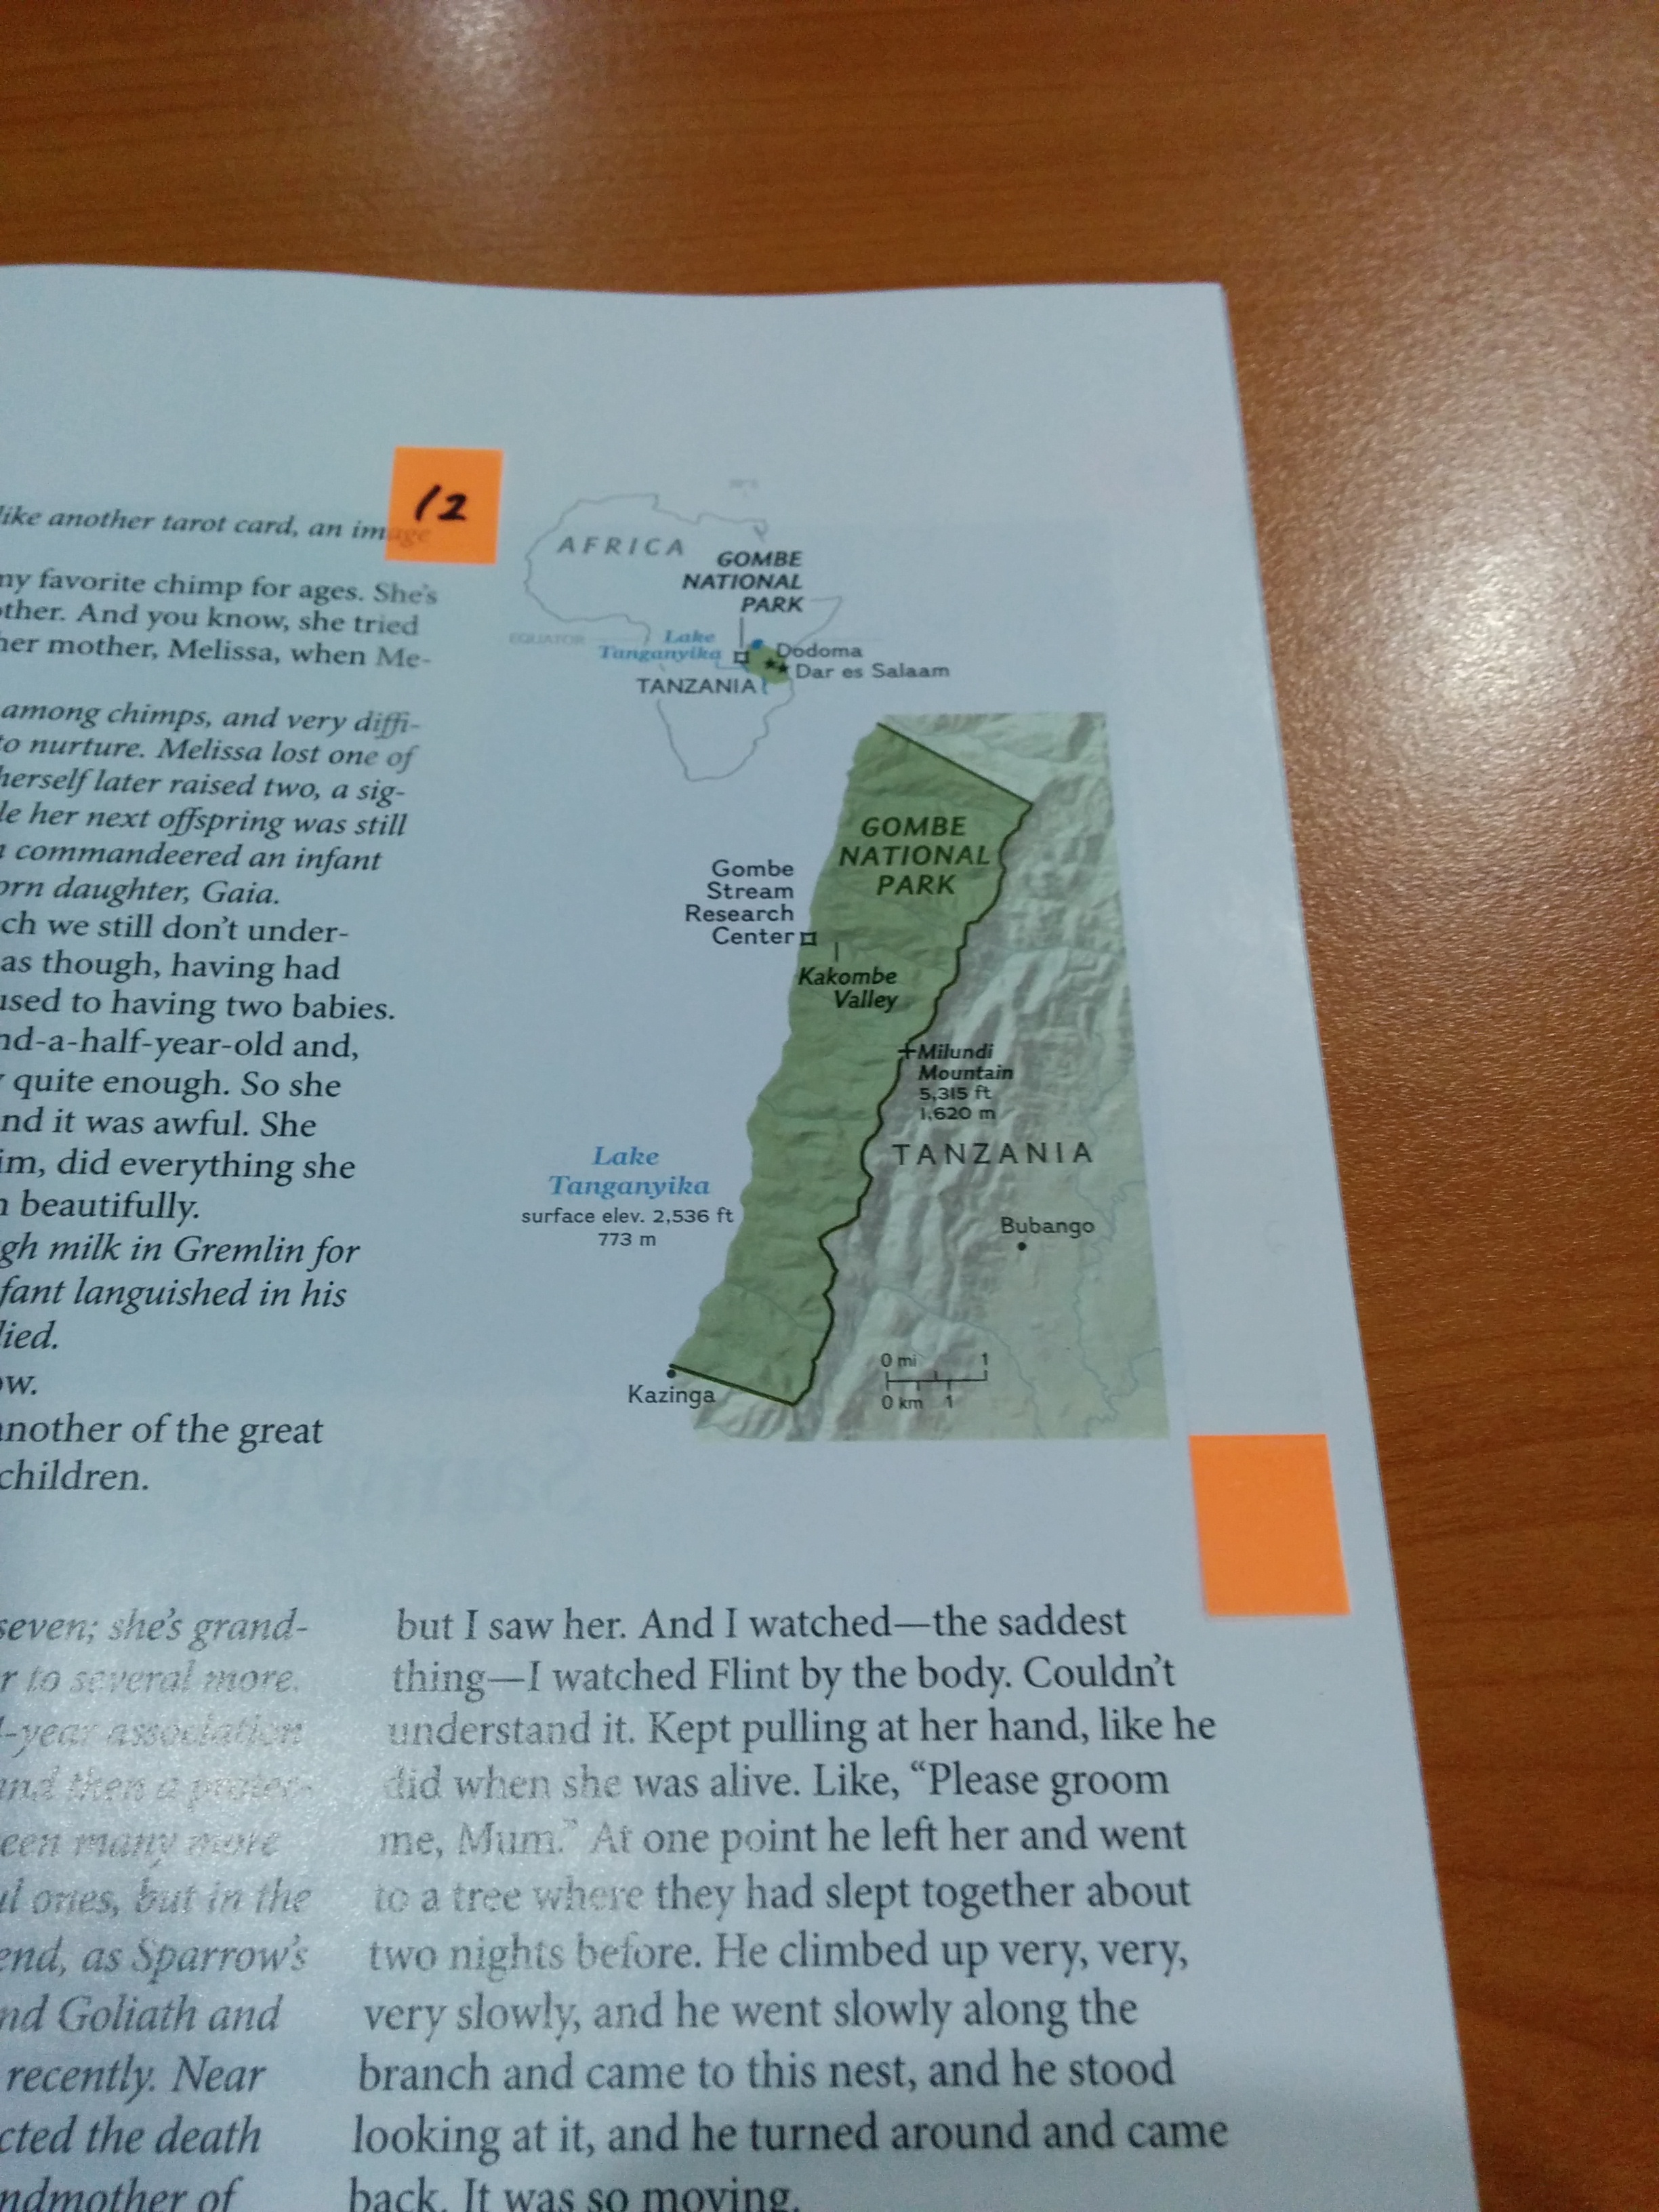 12
like another tarot card, an image
my favorite chimp for ages. She's
other. And you know, she tried
her mother, Melissa, when Me-
among chimps, and very diffi-
to nurture. Melissa lost one of
herself later raised two, a sig-
her next offspring was still
commandeered an infant
daughter, Gaia.
we still don't under-
as though, having had
used to having two babies.
nd-a-half-year-old and,
quite enough. So she
nd it was awful. She
him, did everything she
beautifully.
milk in Gremlin for
languished in his
another of the great
children.
AFRICA
GOMBE
NATIONAL
PARK
EQUATOR
Lake
Tanganyika
Dodoma
Dar es Salaam
TANZANIA
GOMBE
NATIONAL
PARK
Gombe
Stream
Research
Center
Kakombe
Valley
Milundi
Mountain
5,315 ft
1,620 m
TANZANIA
Lake
Tanganyika
surface elev. 2,536 ft
773 m
Bubango
Kazinga
0 mi 1
0 km 1
seven; she's grand-
to several more.
-year association
and then a
een many more
ones, but in the
end, as Sparrow's
nd Goliath and
recently. Near
the death
of
but I saw her. And I watched—the saddest
thing—I watched Flint by the body. Couldn't
understand it. Kept pulling at her hand, like he
did when she was alive. Like, “Please groom
me, Mum.” At one point he left her and went
to a tree where they had slept together about
two nights before. He climbed up very, very,
very slowly, and he went slowly along the
branch and came to this nest, and he stood
looking at it, and he turned around and came
back. It was so moving.